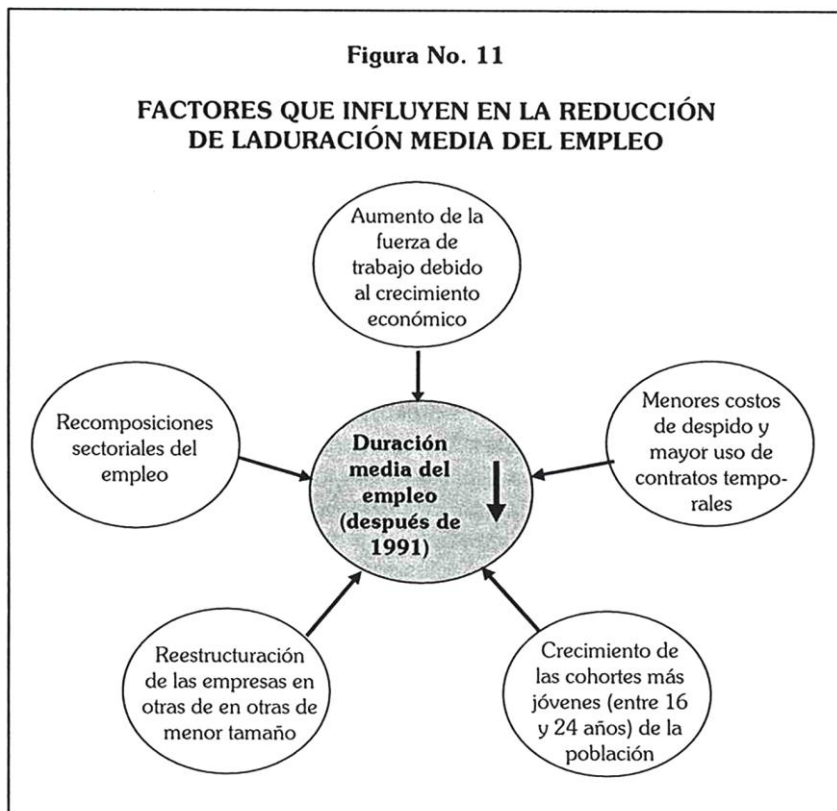 Figura No. 11
FACTORES QUE INFLUYEN EN LA REDUCCIÓN
DE LADURACIÓN MEDIA DEL EMPLEO
Aumento de la
fuerza de
trabajo debido
al crecimiento
económico
Recomposiciones
sectoriales del
empleo
Duración
media del
empleo
(después de
1991)
Menores costos
de despido y
mayor uso de
contratos tempo-
rales
Reestructuración
de las empresas en
otras de en otras de
menor tamaño
Crecimiento de
las cohortes más
jóvenes (entre 16
y 24 años) de la
población